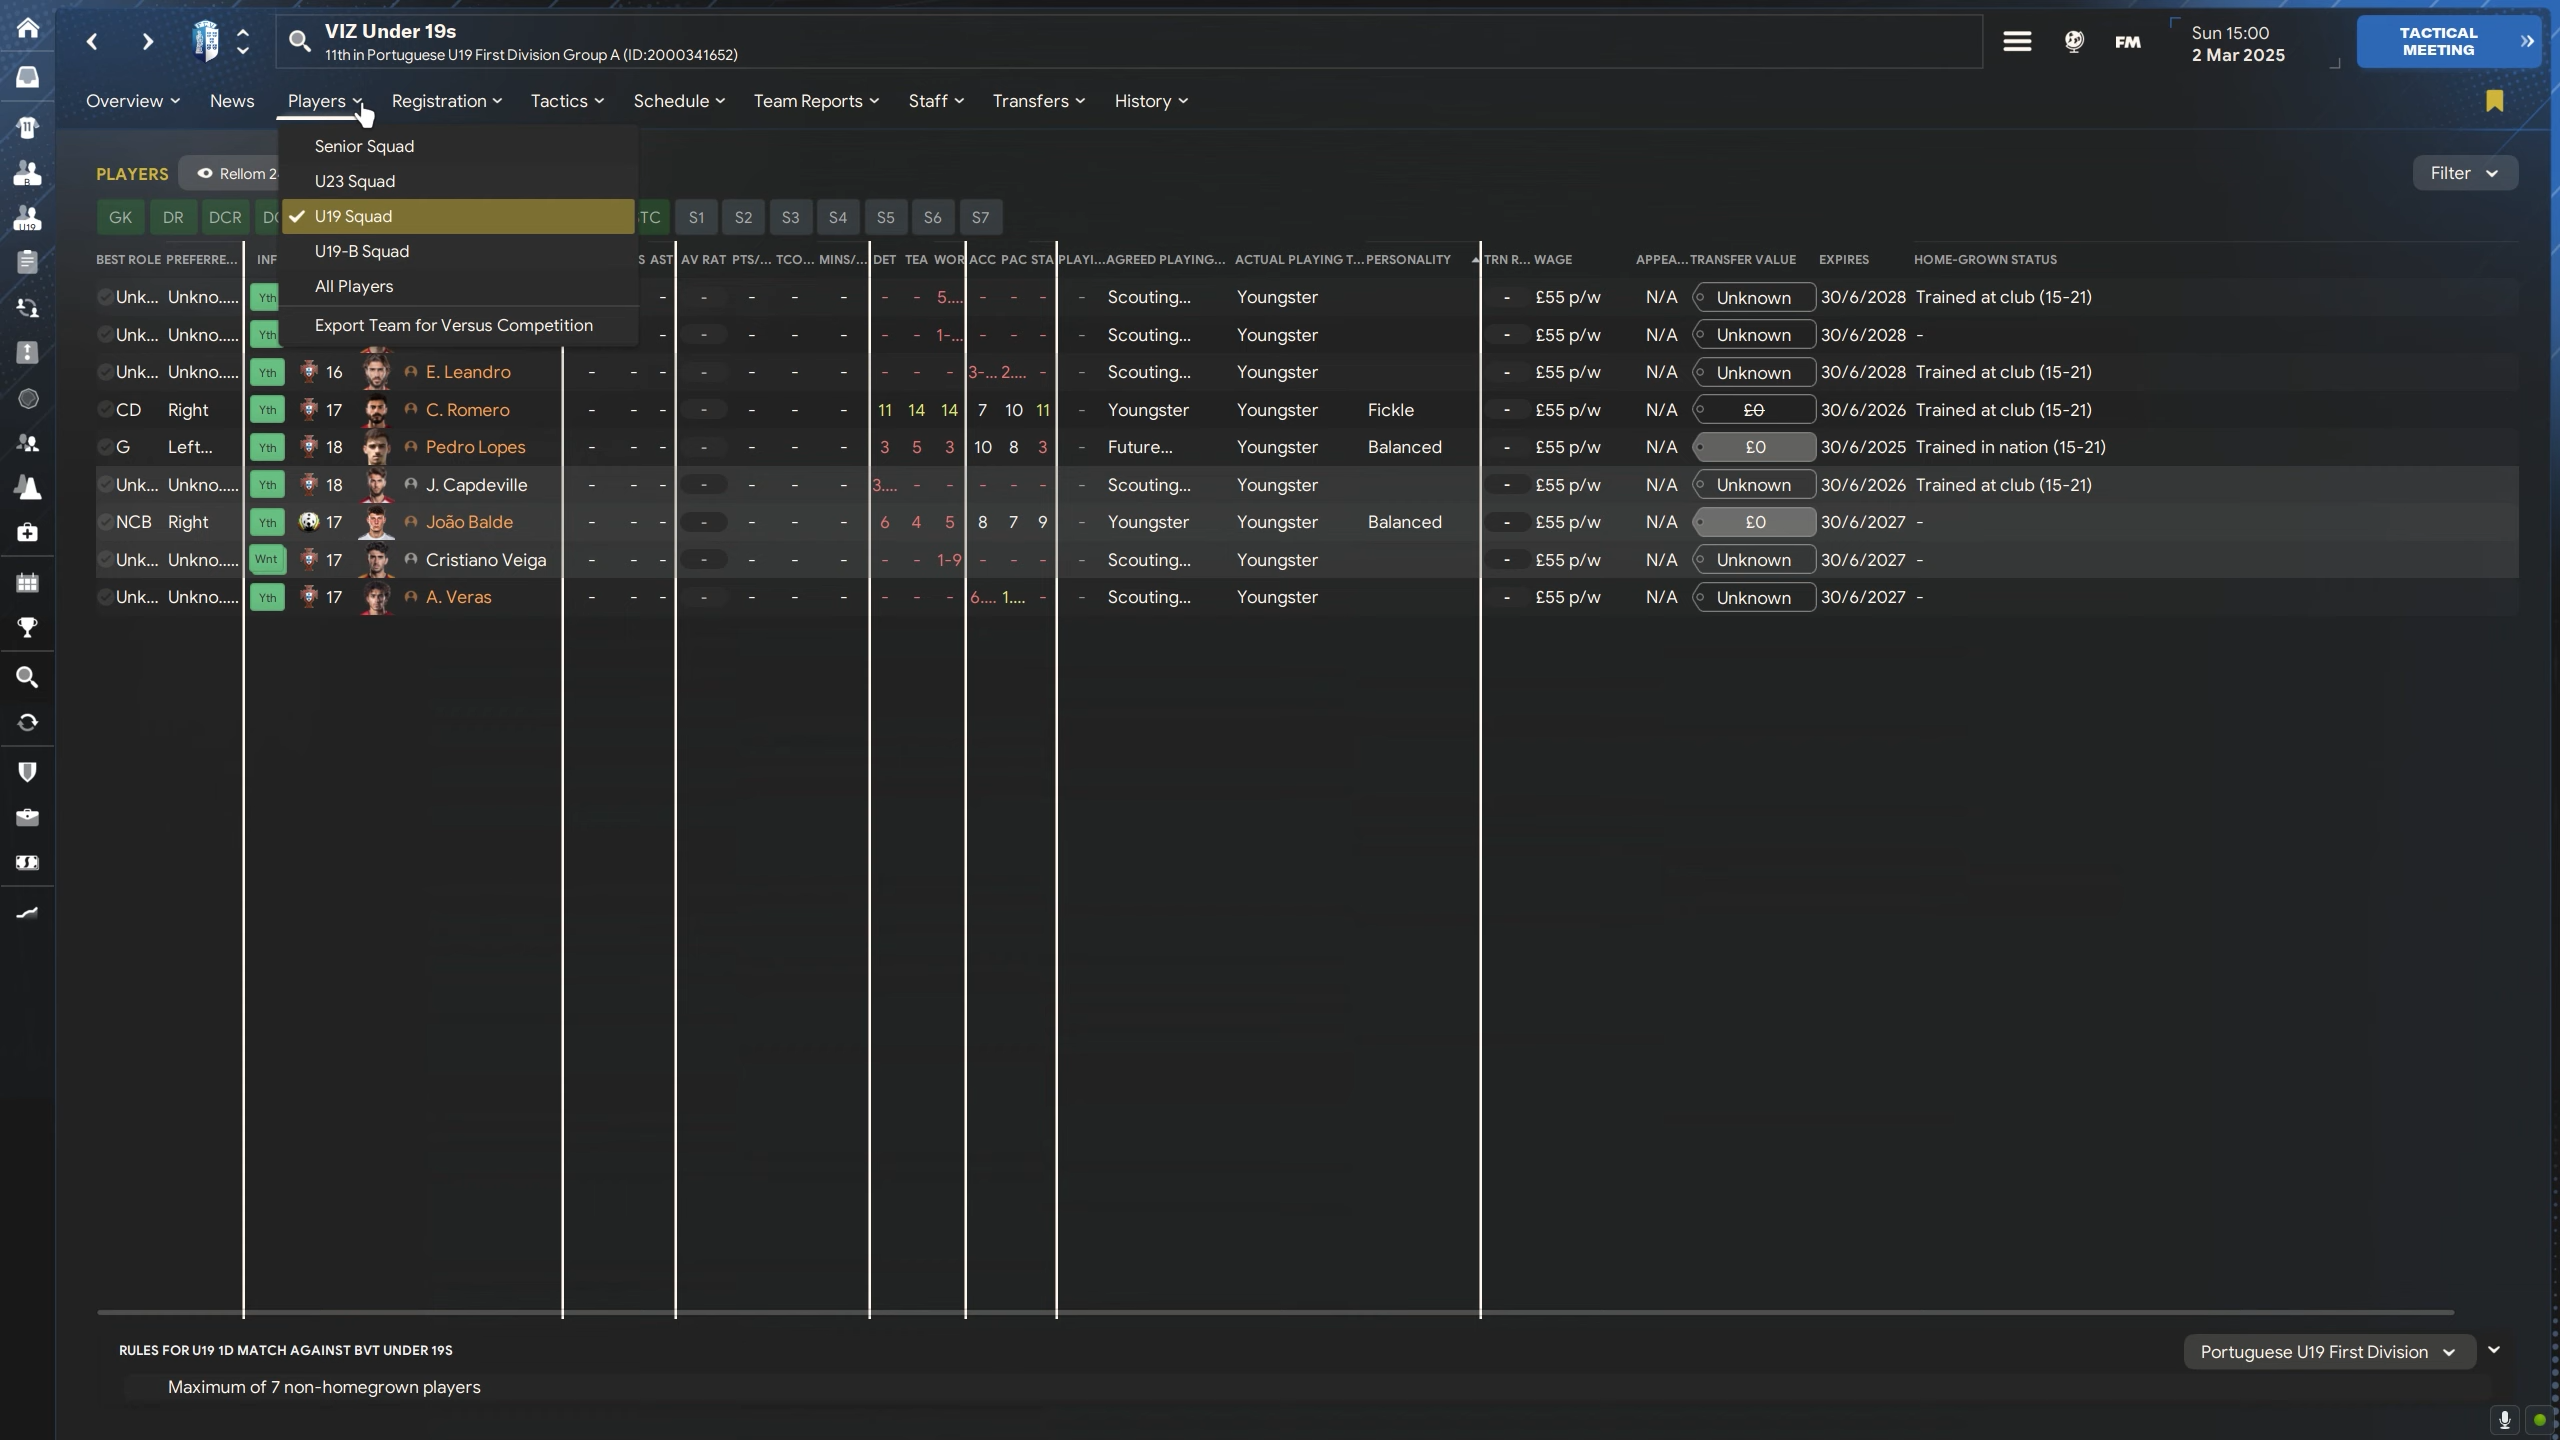 VIZ Under 19s
11th in Portuguese U19 First Division Group A (ID:2000341652)
FM
Sun 15:00
2 Mar 2025
TACTICAL MEETING
Overview News Players Registration Tactics Schedule Team Reports Staff Transfers History
Senior Squad
U23 Squad
U19 Squad
U19-B Squad
All Players
Export Team for Versus Competition
PLAYERS Rellom 2 Filter
GK DR DCR DC TC S1 S2 S3 S4 S5 S6 S7
BEST ROLE PREFERRE... INF S AST AV RAT PTS/... TCO... MINS/... DET TEA WOR ACC PAC STA PLAYI... AGREED PLAYING... ACTUAL PLAYING T... PERSONALITY TRN R... WAGE APPEA... TRANSFER VALUE EXPIRES HOME-GROWN STATUS
Unk... Unkno..... Yth - - - - - - - 5.... - - - - Scouting... Youngster - £55 p/w N/A Unknown 30/6/2028 Trained at club (15-21)
Unk... Unkno..... Yth - - - - - - - 1-... - - - - Scouting... Youngster - £55 p/w N/A Unknown 30/6/2028 -
Unk... Unkno..... Yth 16 E. Leandro - - - - - - - - - - 3-... 2.... - - Scouting... Youngster - £55 p/w N/A Unknown 30/6/2028 Trained at club (15-21)
CD Right Yth 17 C. Romero - - - - - - - 11 14 14 7 10 11 - Youngster Youngster Fickle - £55 p/w N/A £0 30/6/2026 Trained at club (15-21)
G Left... Yth 18 Pedro Lopes - - - - - - - 3 5 3 10 8 3 - Future... Youngster Balanced - £55 p/w N/A £0 30/6/2025 Trained in nation (15-21)
Unk... Unkno..... Yth 18 J. Capdeville - - - - - - - 3.... - - - - - - Scouting... Youngster - £55 p/w N/A Unknown 30/6/2026 Trained at club (15-21)
NCB Right Yth 17 João Balde - - - - - - - 6 4 5 8 7 9 - Youngster Youngster Balanced - £55 p/w N/A £0 30/6/2027 -
Unk... Unkno..... Wnt 17 Cristiano Veiga - - - - - - - - - 1-9 - - - - Scouting... Youngster - £55 p/w N/A Unknown 30/6/2027 -
Unk... Unkno..... Yth 17 A. Veras - - - - - - - - - - 6.... 1.... - - Scouting... Youngster - £55 p/w N/A Unknown 30/6/2027 -
RULES FOR U19 1D MATCH AGAINST BVT UNDER 19S Portuguese U19 First Division
Maximum of 7 non-homegrown players